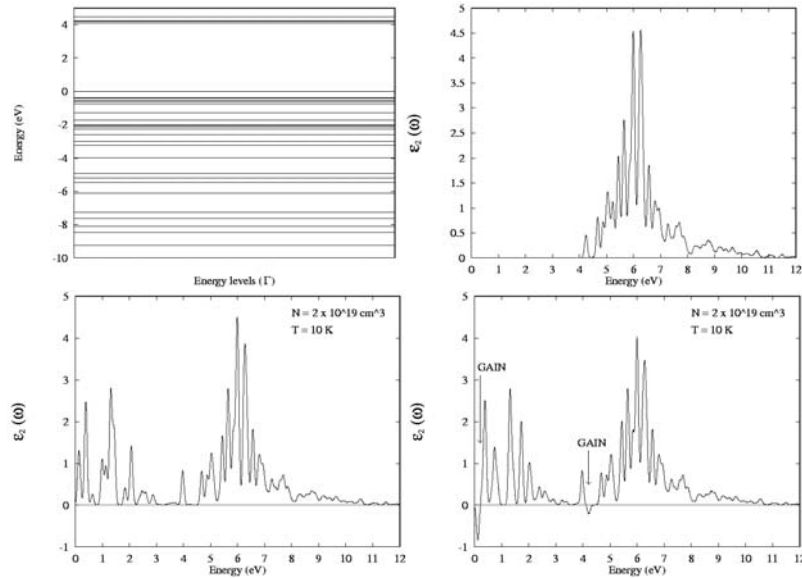 4
2
0
-2
-4
-6
-8
-10
Energy (eV)
Energy levels (Γ)
5
4.5
4
3.5
3
2.5
2
1.5
1
0.5
0
ε₂ (ω)
0 1 2 3 4 5 6 7 8 9 10 11 12
Energy (eV)
5
4
3
2
1
0
-1
ε₂ (ω)
N = 2 x 10^19 cm^3
T = 10 K
0 1 2 3 4 5 6 7 8 9 10 11 12
Energy (eV)
5
4
3
2
1
0
-1
ε₂ (ω)
N = 2 x 10^19 cm^3
T = 10 K
GAIN
GAIN
0 1 2 3 4 5 6 7 8 9 10 11 12
Energy (eV)